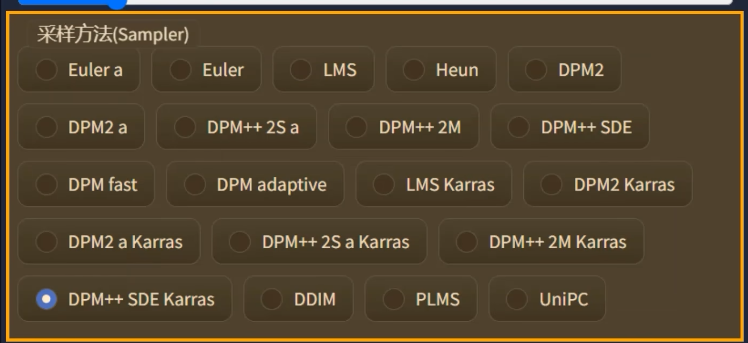 采样方法(Sampler)
Euler a Euler LMS Heun DPM2
DPM2 a DPM++ 2S a DPM++ 2M DPM++ SDE
DPM fast DPM adaptive LMS Karras DPM2 Karras
DPM2 a Karras DPM++ 2S a Karras DPM++ 2M Karras
DPM++ SDE Karras DDIM PLMS UniPC